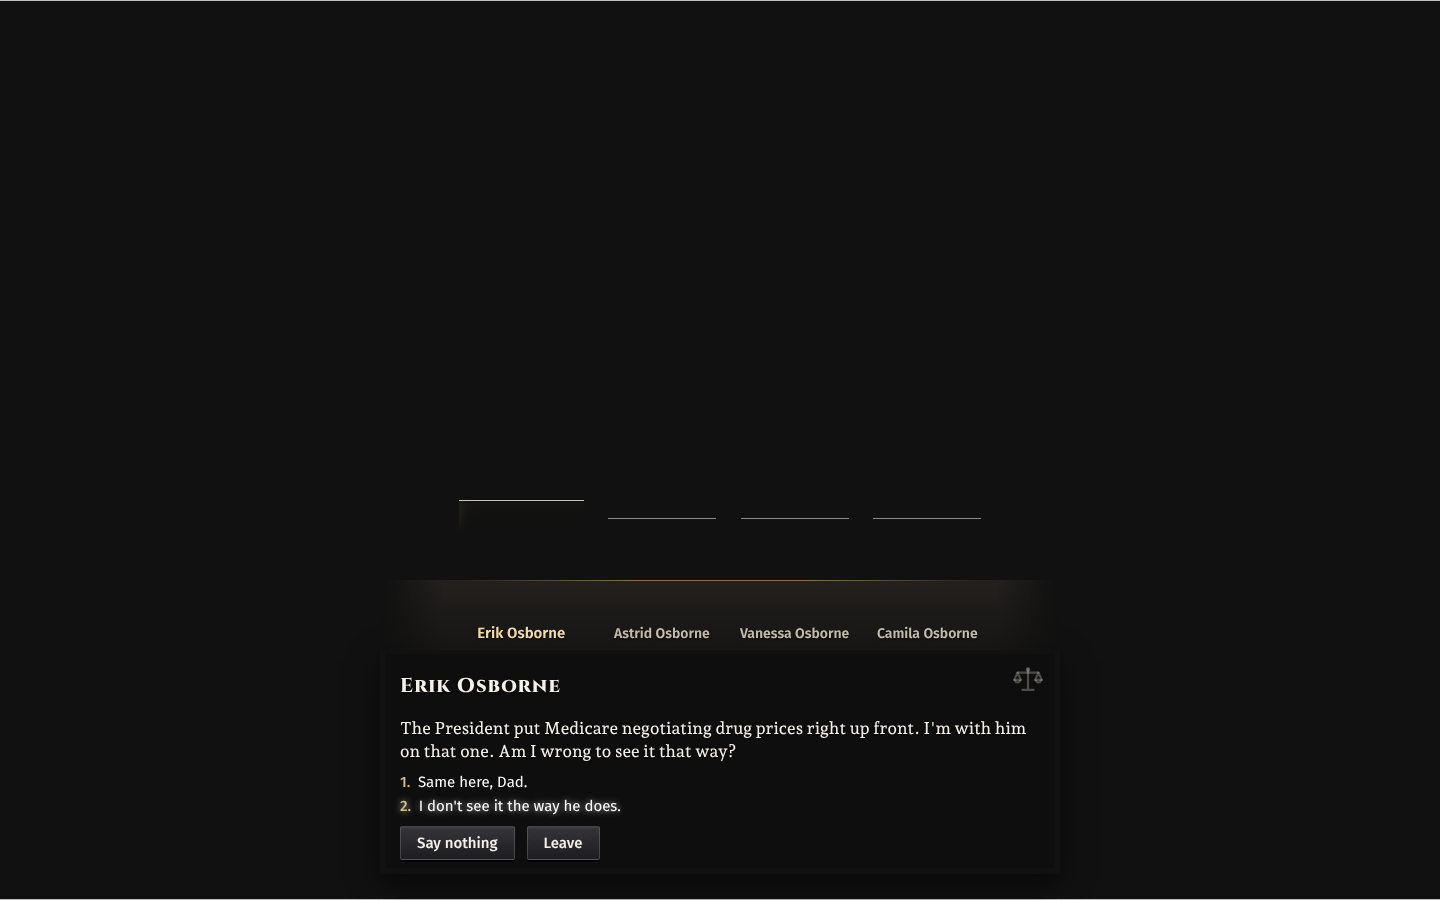 Erik Osborne
Astrid Osborne
Vanessa Osborne
Camila Osborne
Erik Osborne
The President put Medicare negotiating drug prices right up front. I'm with him
on that one. Am I wrong to see it that way?
1. Same here, Dad.
2. I don't see it the way he does.
Say nothing
Leave